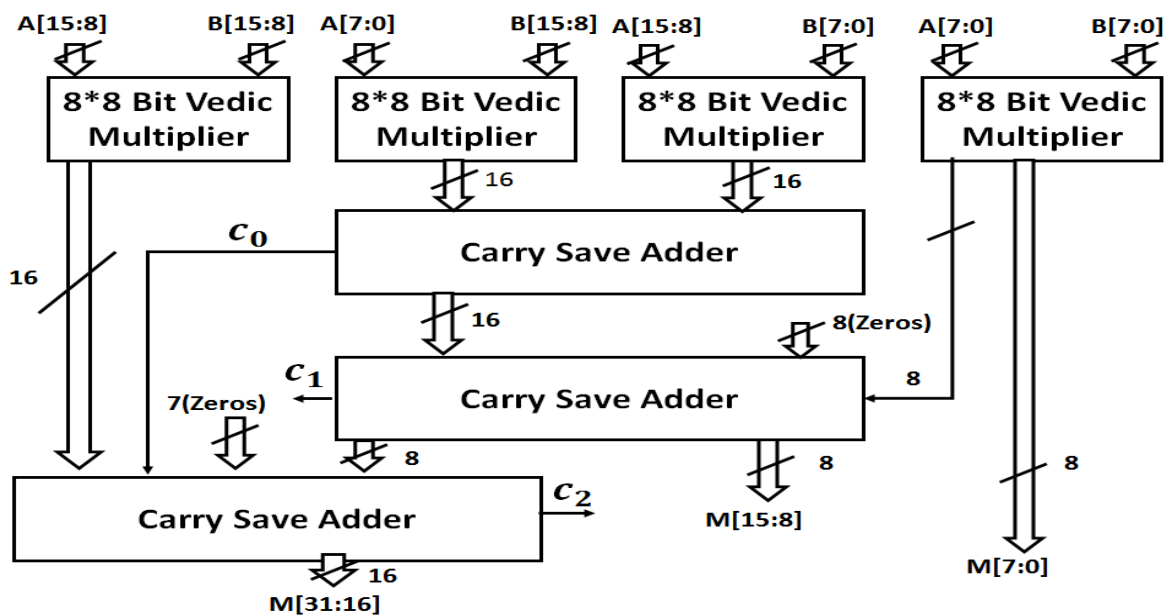 A[15:8] B[15:8] A[7:0] B[15:8] A[15:8] B[7:0] A[7:0] B[7:0]
8*8 Bit Vedic
Multiplier
8*8 Bit Vedic
Multiplier
8*8 Bit Vedic
Multiplier
8*8 Bit Vedic
Multiplier
16
16
c₀
Carry Save Adder
16
16
8(Zeros)
c₁
Carry Save Adder
8
7(Zeros)
8
8
8
Carry Save Adder
c₂
M[15:8]
16
M[7:0]
M[31:16]